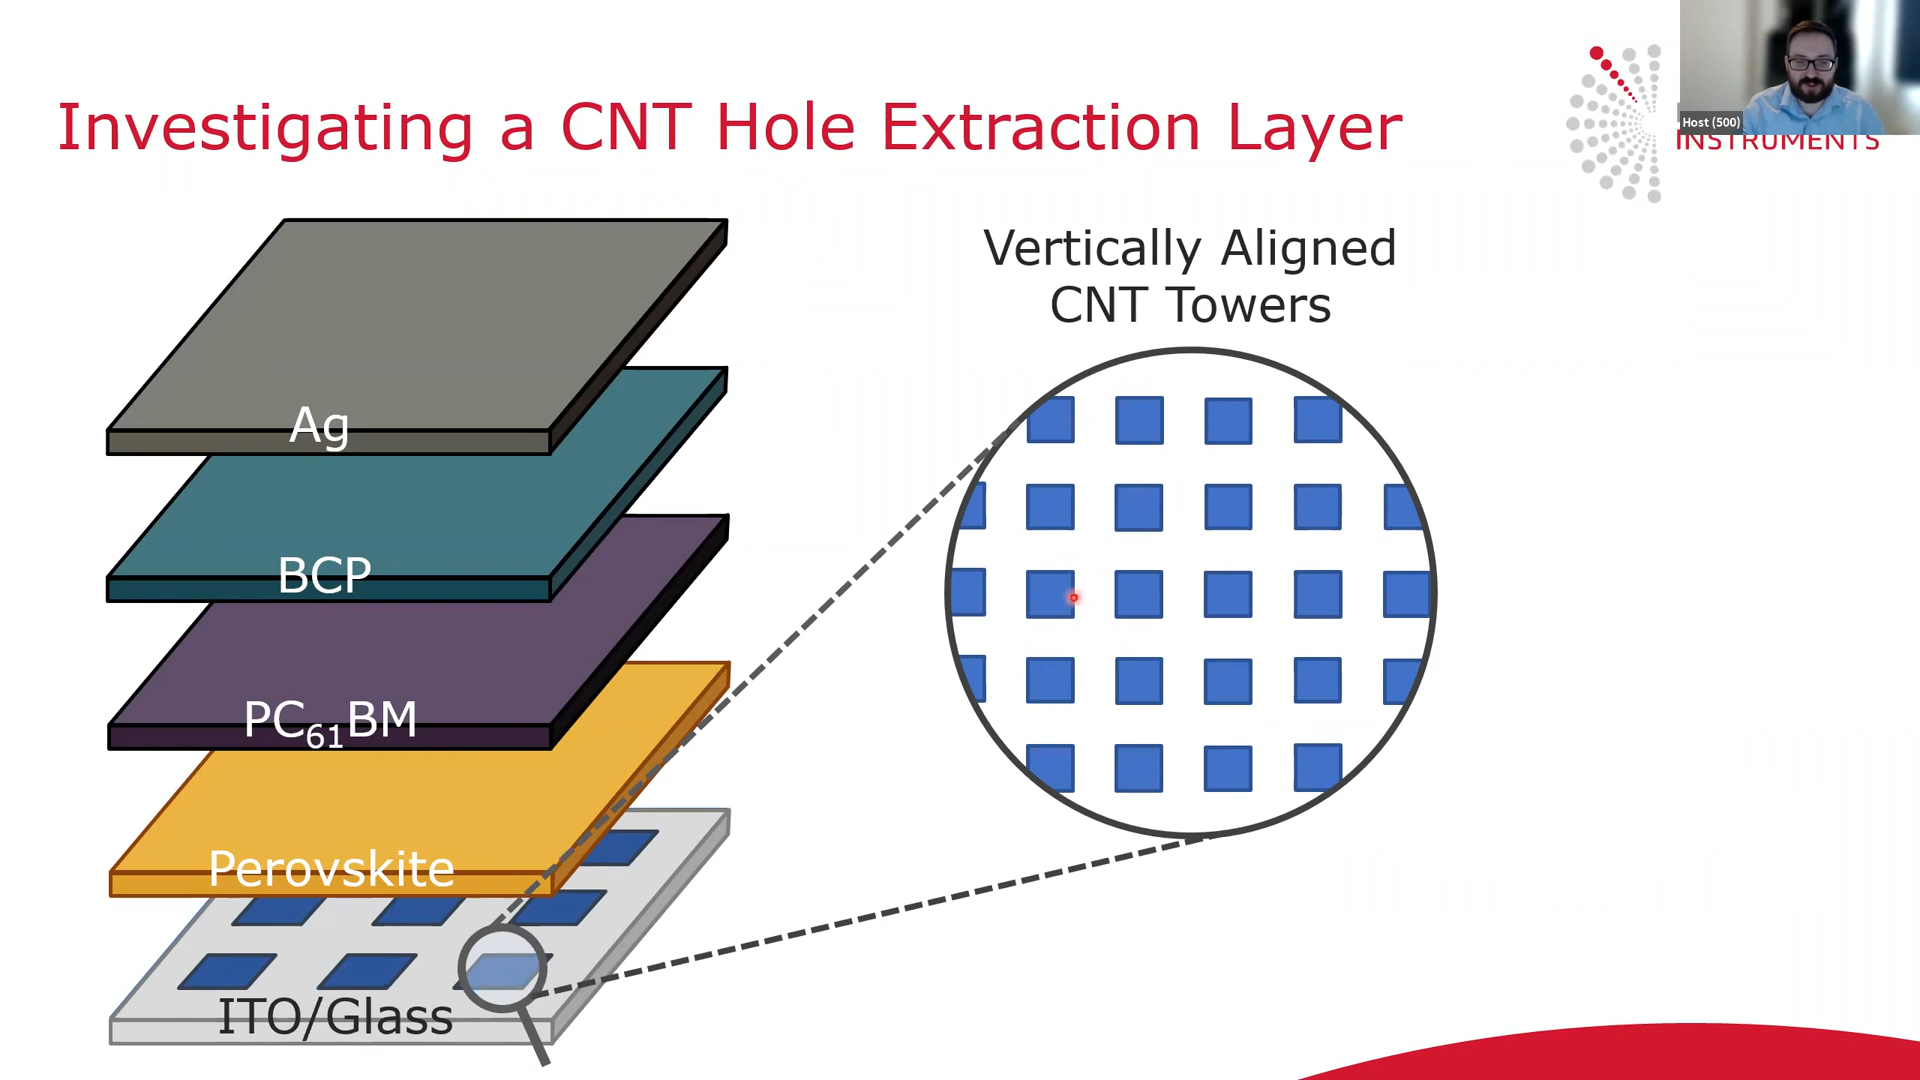 Investigating a CNT Hole Extraction Layer
Host (500)
INSTRUMENTS
Vertically Aligned
CNT Towers
Ag
BCP
PC₆₁BM
Perovskite
ITO/Glass